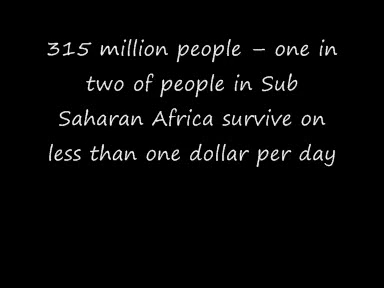 315 million people – one in
two of people in Sub
Saharan Africa survive on
less than one dollar per day